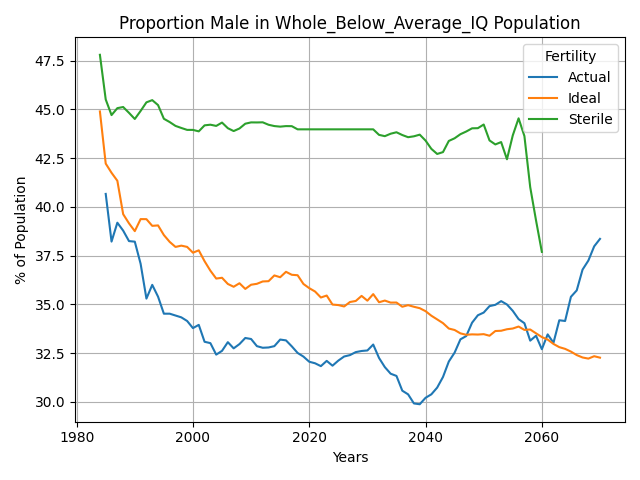 Proportion Male in Whole_Below_Average_IQ Population
Fertility
Actual
Ideal
Sterile
% of Population
47.5
45.0
42.5
40.0
37.5
35.0
32.5
30.0
1980
2000
2020
2040
2060
Years